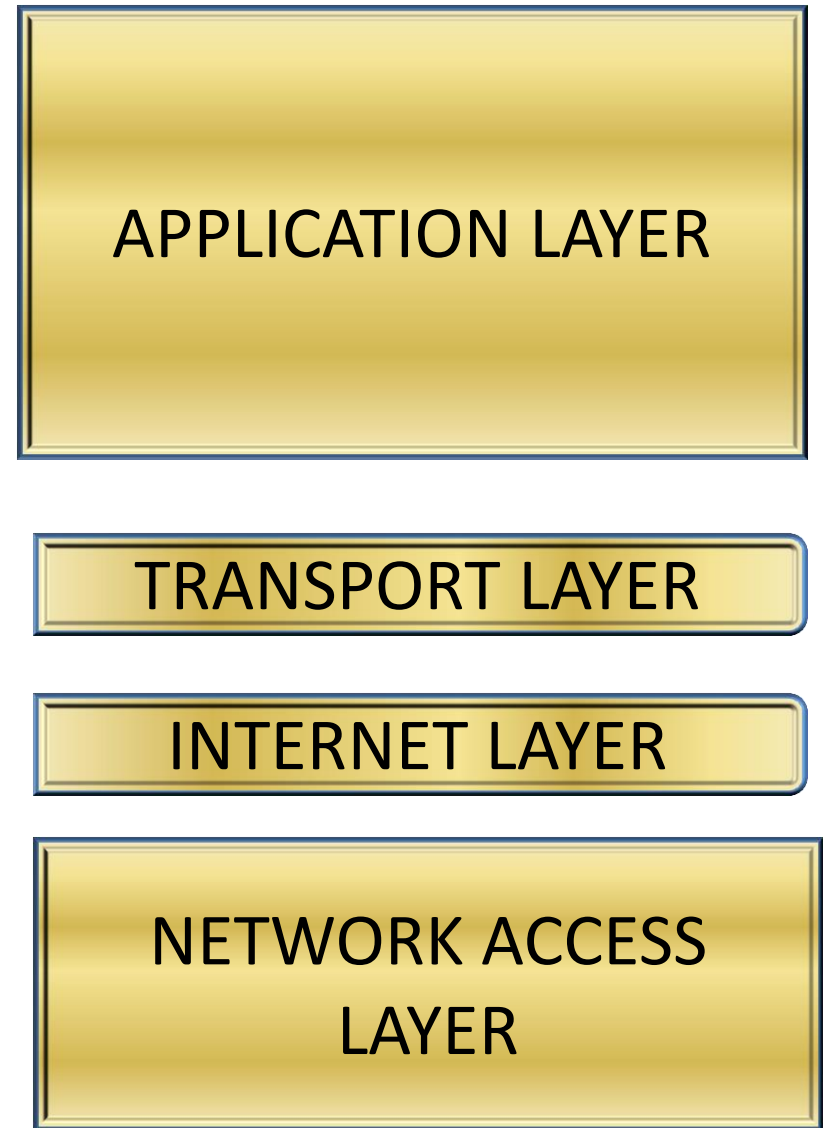 APPLICATION LAYER
TRANSPORT LAYER
INTERNET LAYER
NETWORK ACCESS
LAYER